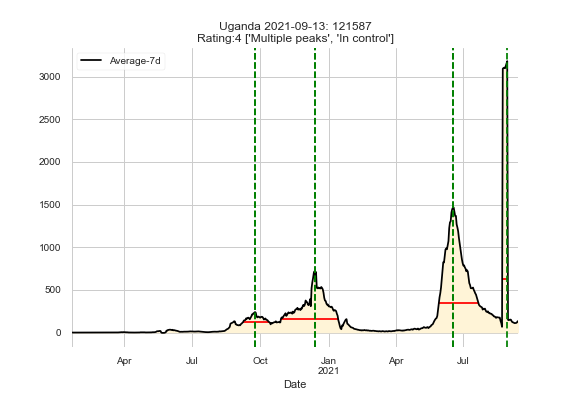 Uganda 2021-09-13: 121587
Rating:4 ['Multiple peaks', 'In control']
Average-7d
3000
2500
2000
1500
1000
500
0
Apr Jul Oct Jan Apr Jul
2021
Date